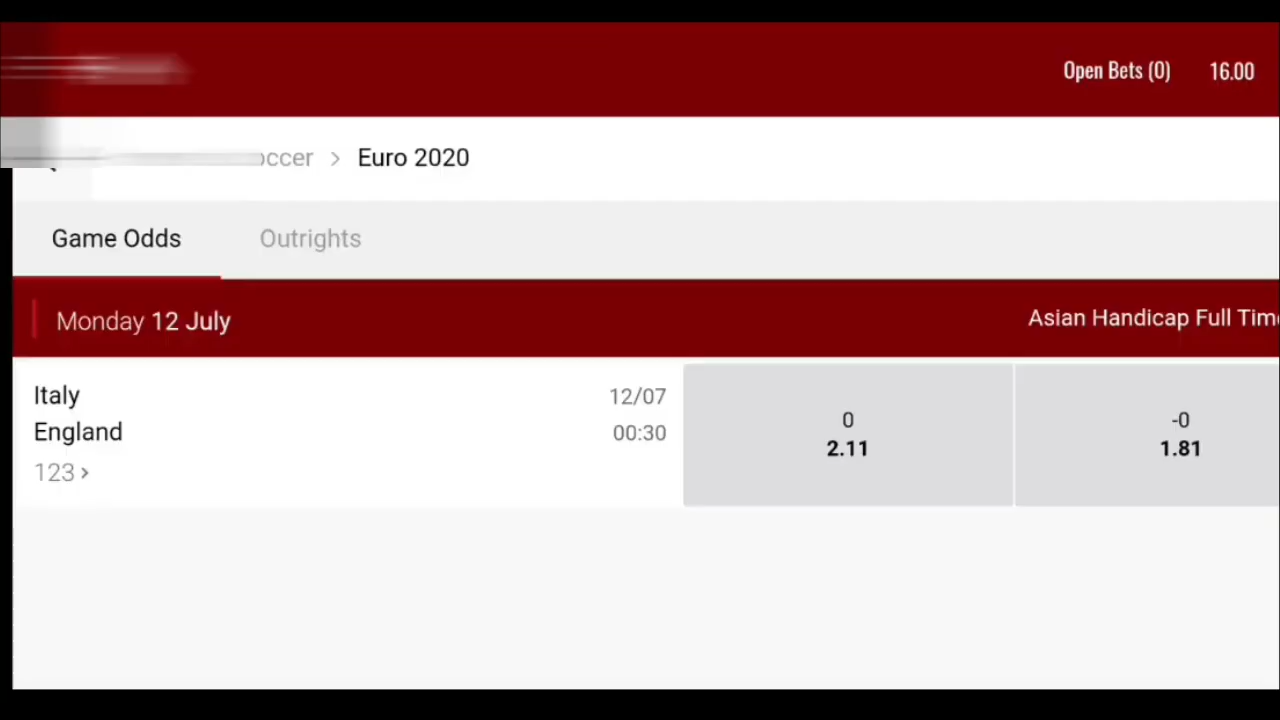 Open Bets (0) 16.00
occer > Euro 2020
Game Odds Outrights
Monday 12 July Asian Handicap Full Time
Italy 12/07
England 00:30
123 >
0 -0
2.11 1.81